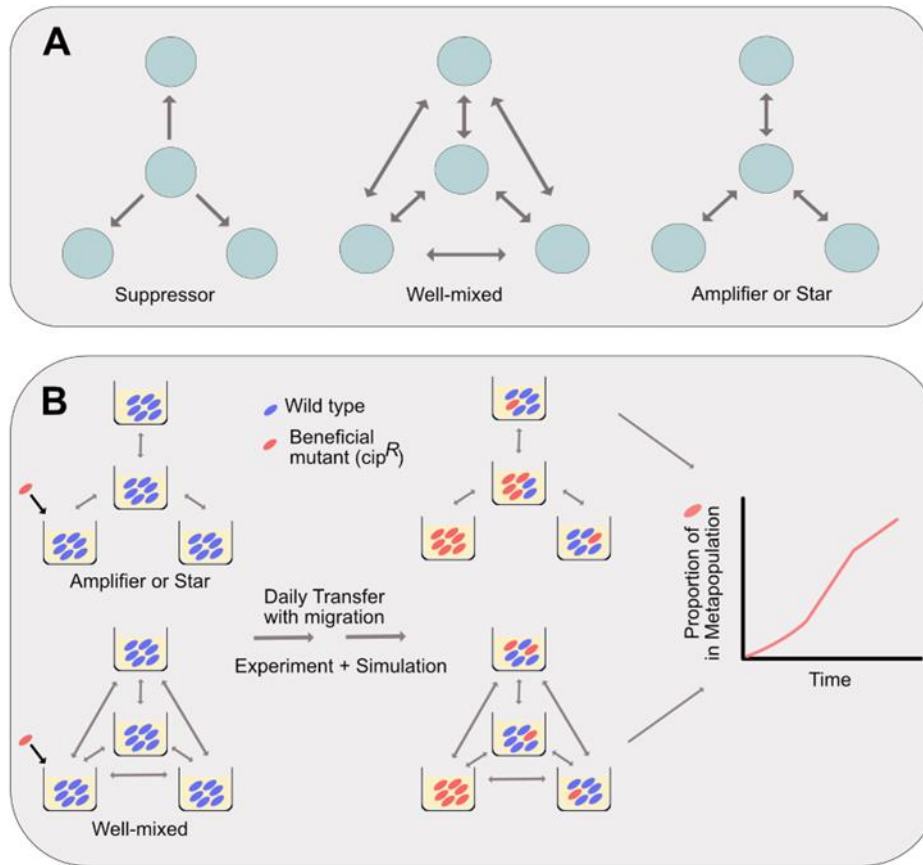 A
Suppressor
Well-mixed
Amplifier or Star
B
Wild type
Beneficial
mutant (cipR)
Amplifier or Star
Daily Transfer
with migration
Experiment + Simulation
Well-mixed
Proportion of
in Metapopulation
Time